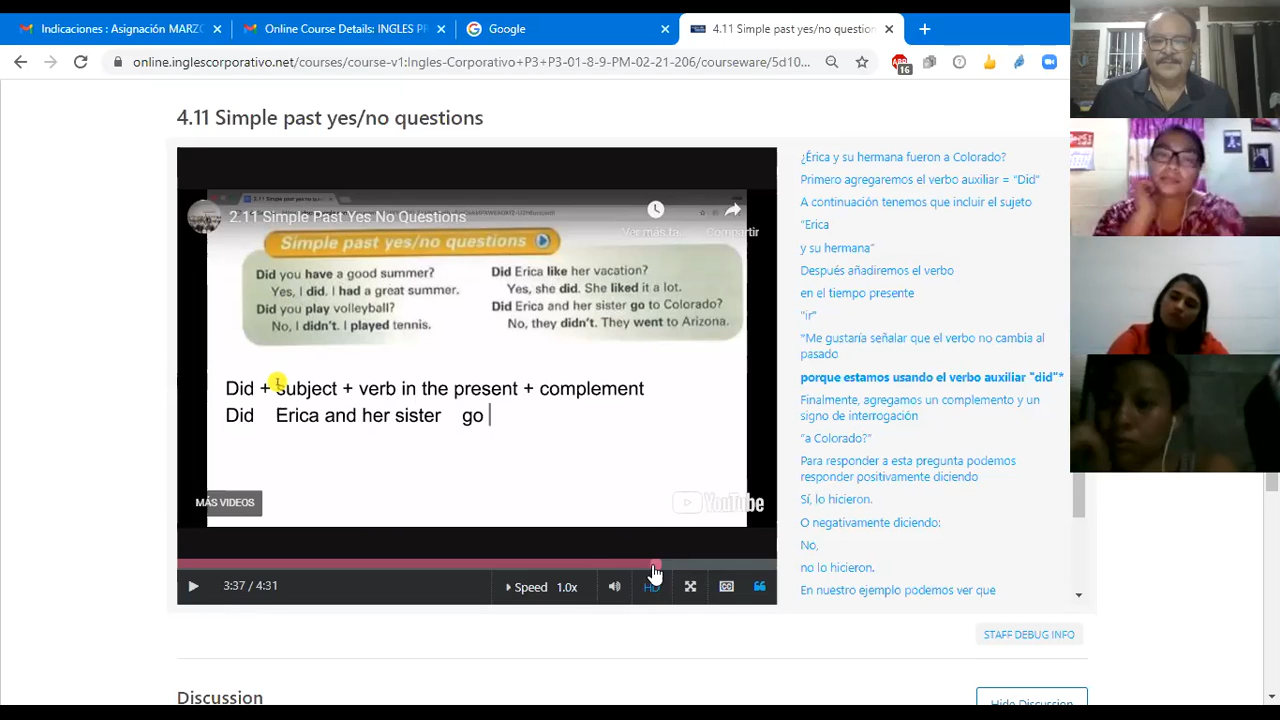 Indicaciones : Asignación MARZO
Online Course Details: INGLES PR
Google
4.11 Simple past yes/no question
online.inglescorporativo.net/courses/course-v1:Ingles-Corporativo+P3+P3-01-8-9-PM-02-21-206/courseware/5d10...
16
4.11 Simple past yes/no questions
2.11 Simple Past Yes No Questions
Ver más ta...
Compartir
Simple past yes/no questions
Did you have a good summer?
Yes, I did. I had a great summer.
Did you play volleyball?
No, I didn't. I played tennis.
Did Erica like her vacation?
Yes, she did. She liked it a lot.
Did Erica and her sister go to Colorado?
No, they didn't. They went to Arizona.
Did + subject + verb in the present + complement
Did Erica and her sister go
MÁS VIDEOS
YouTube
3:37 / 4:31
Speed 1.0x
HD
CC
¿Erica y su hermana fueron a Colorado?
Primero agregaremos el verbo auxiliar = "Did"
A continuación tenemos que incluir el sujeto
"Erica
y su hermana"
Después añadiremos el verbo
en el tiempo presente
"ir"
*Me gustaría señalar que el verbo no cambia al
pasado
porque estamos usando el verbo auxiliar "did"*
Finalmente, agregamos un complemento y un
signo de interrogación
"a Colorado?"
Para responder a esta pregunta podemos
responder positivamente diciendo
Sí, lo hicieron.
O negativamente diciendo:
No,
no lo hicieron.
En nuestro ejemplo podemos ver que
STAFF DEBUG INFO
Discussion
Hide Discussion